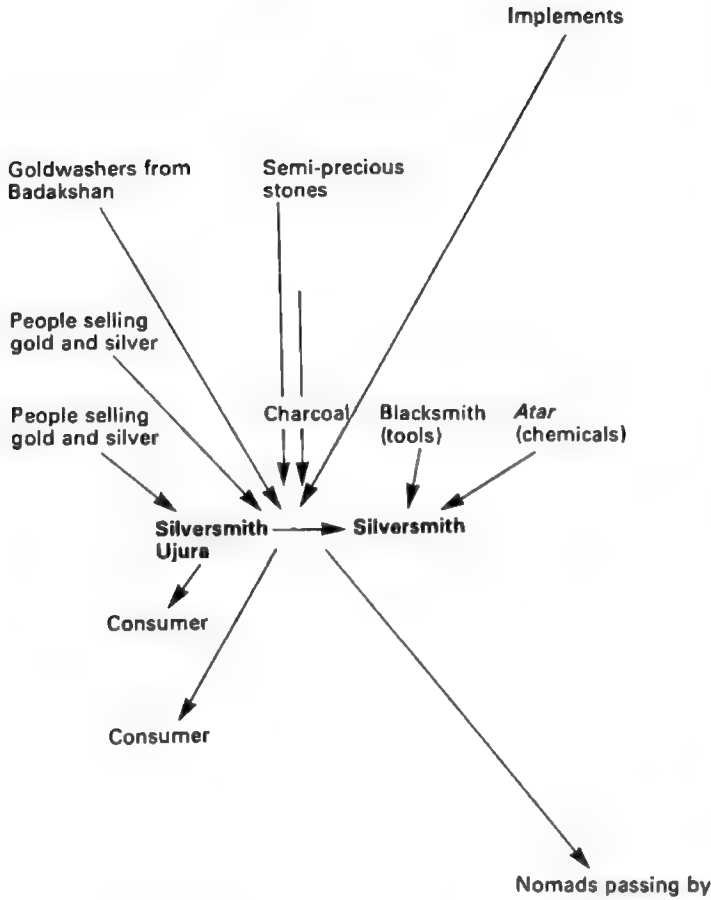 Implements
Goldwashers from
Badakshan
Semi-precious
stones
People selling
gold and silver
People selling
gold and silver
Charcoal
Blacksmith
(tools)
Atar
(chemicals)
Silversmith
Ujura
Silversmith
Consumer
Consumer
Nomads passing by